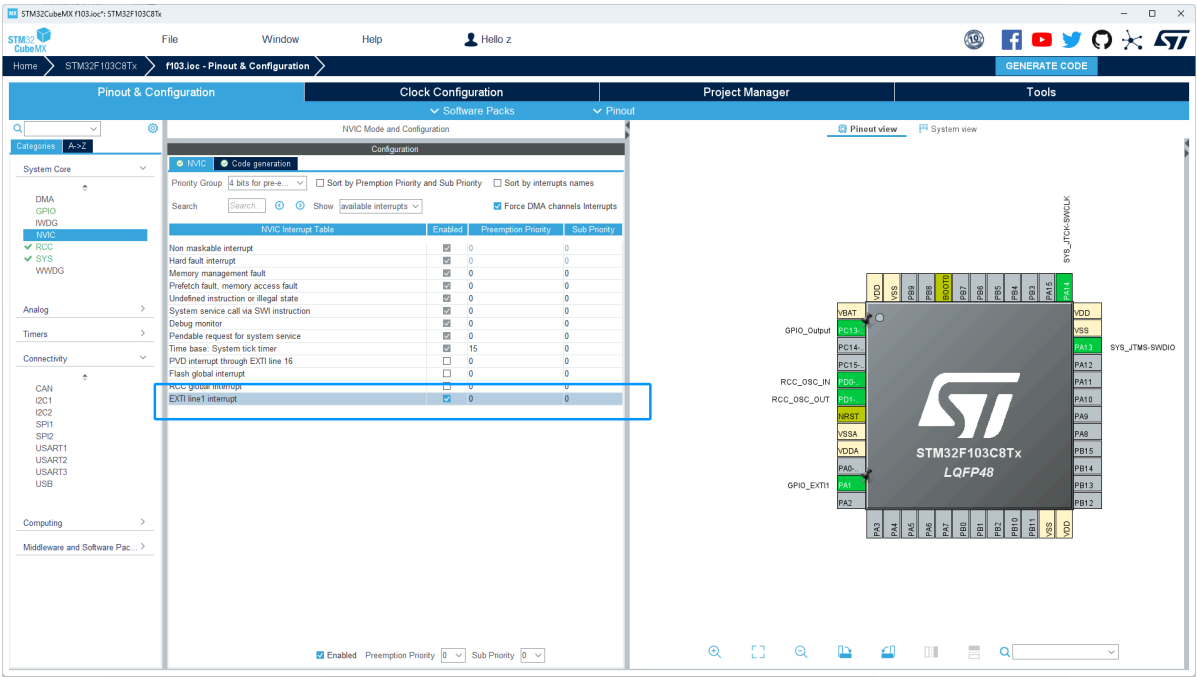 STM32CubeMX f103.ioc*: STM32F103C8Tx
STM32 CubeMX
File Window Help Hello z
10
Home STM32F103C8Tx f103.ioc - Pinout & Configuration GENERATE CODE
Pinout & Configuration Clock Configuration Project Manager Tools
Software Packs Pinout
Categories A->Z
System Core
DMA
GPIO
IWDG
NVIC
RCC
SYS
WWDG
Analog
Timers
Connectivity
CAN
I2C1
I2C2
SPI1
SPI2
USART1
USART2
USART3
USB
Computing
Middleware and Software Pac...
NVIC Mode and Configuration
Configuration
NVIC Code generation
Priority Group 4 bits for pre-e... Sort by Premption Priority and Sub Priority Sort by interrupts names
Search Search... Show available interrupts Force DMA channels Interrupts
NVIC Interrupt Table Enabled Preemption Priority Sub Priority
Non maskable interrupt 0 0
Hard fault interrupt 0 0
Memory management fault 0 0
Prefetch fault, memory access fault 0 0
Undefined instruction or illegal state 0 0
System service call via SWI instruction 0 0
Debug monitor 0 0
Pendable request for system service 0 0
Time base: System tick timer 15 0
PVD interrupt through EXTI line 16 0 0
Flash global interrupt 0 0
RCC global interrupt 0 0
EXTI line1 interrupt 0 0
Enabled Preemption Priority 0 Sub Priority 0
Pinout view System view
SYS_JTCK-SWCLK
VDD VSS PB9 PB8 BOOT0 PB7 PB6 PB5 PB4 PB3 PA15 PA14
VBAT
GPIO_Output PC13-..
PC14-..
PC15-..
RCC_OSC_IN PD0-..
RCC_OSC_OUT PD1-..
NRST
VSSA
VDDA
PA0-..
GPIO_EXTI1 PA1
PA2
ST
STM32F103C8Tx
LQFP48
VDD
VSS
PA13 SYS_JTMS-SWDIO
PA12
PA11
PA10
PA9
PA8
PB15
PB14
PB13
PB12
PA3 PA4 PA5 PA6 PA7 PB0 PB1 PB2 PB10 PB11 VSS VDD